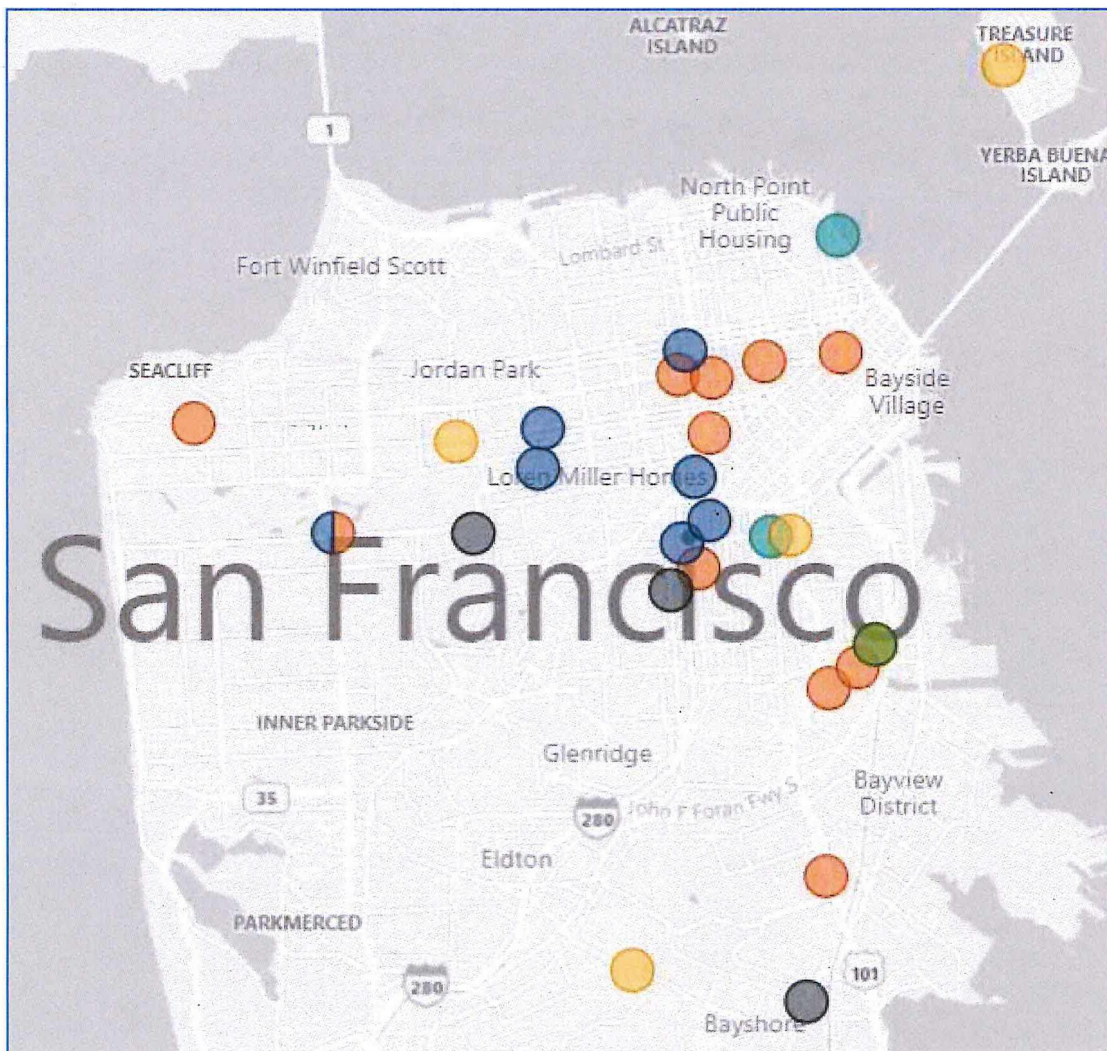 ALCATRAZ
ISLAND
TREASURE
ISLAND
1
YERBA BUENA
ISLAND
North Point
Public
Housing
Lombard St
Fort Winfield Scott
SEACLIFF
Jordan Park
Bayside
Village
Loren Miller Homes
San Francisco
INNER PARKSIDE
Glenridge
35
280
John F Foran Fwy S
Bayview
District
Eldton
PARKMERCED
280
101
Bayshore